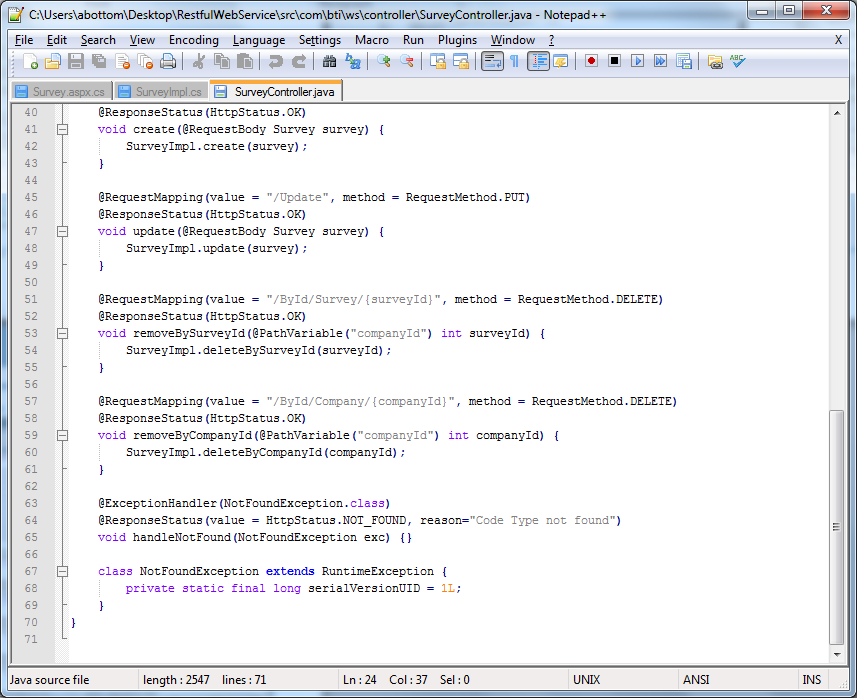 C:\Users\abottom\Desktop\RestfulWebService\src\com\bti\ws\controller\SurveyController.java - Notepad++
File Edit Search View Encoding Language Settings Macro Run Plugins Window ? X
Survey.aspx.cs SurveyImpl.cs SurveyController.java
40 @ResponseStatus(HttpStatus.OK)
41 void create(@RequestBody Survey survey) {
42 SurveyImpl.create(survey);
43 }
44
45 @RequestMapping(value = "/Update", method = RequestMethod.PUT)
46 @ResponseStatus(HttpStatus.OK)
47 void update(@RequestBody Survey survey) {
48 SurveyImpl.update(survey);
49 }
50
51 @RequestMapping(value = "/ById/Survey/{surveyId}", method = RequestMethod.DELETE)
52 @ResponseStatus(HttpStatus.OK)
53 void removeBySurveyId(@PathVariable("companyId") int surveyId) {
54 SurveyImpl.deleteBySurveyId(surveyId);
55 }
56
57 @RequestMapping(value = "/ById/Company/{companyId}", method = RequestMethod.DELETE)
58 @ResponseStatus(HttpStatus.OK)
59 void removeByCompanyId(@PathVariable("companyId") int companyId) {
60 SurveyImpl.deleteByCompanyId(companyId);
61 }
62
63 @ExceptionHandler(NotFoundException.class)
64 @ResponseStatus(value = HttpStatus.NOT_FOUND, reason="Code Type not found")
65 void handleNotFound(NotFoundException exc) {}
66
67 class NotFoundException extends RuntimeException {
68 private static final long serialVersionUID = 1L;
69 }
70 }
71
Java source file length : 2547 lines : 71 Ln : 24 Col : 37 Sel : 0 UNIX ANSI INS